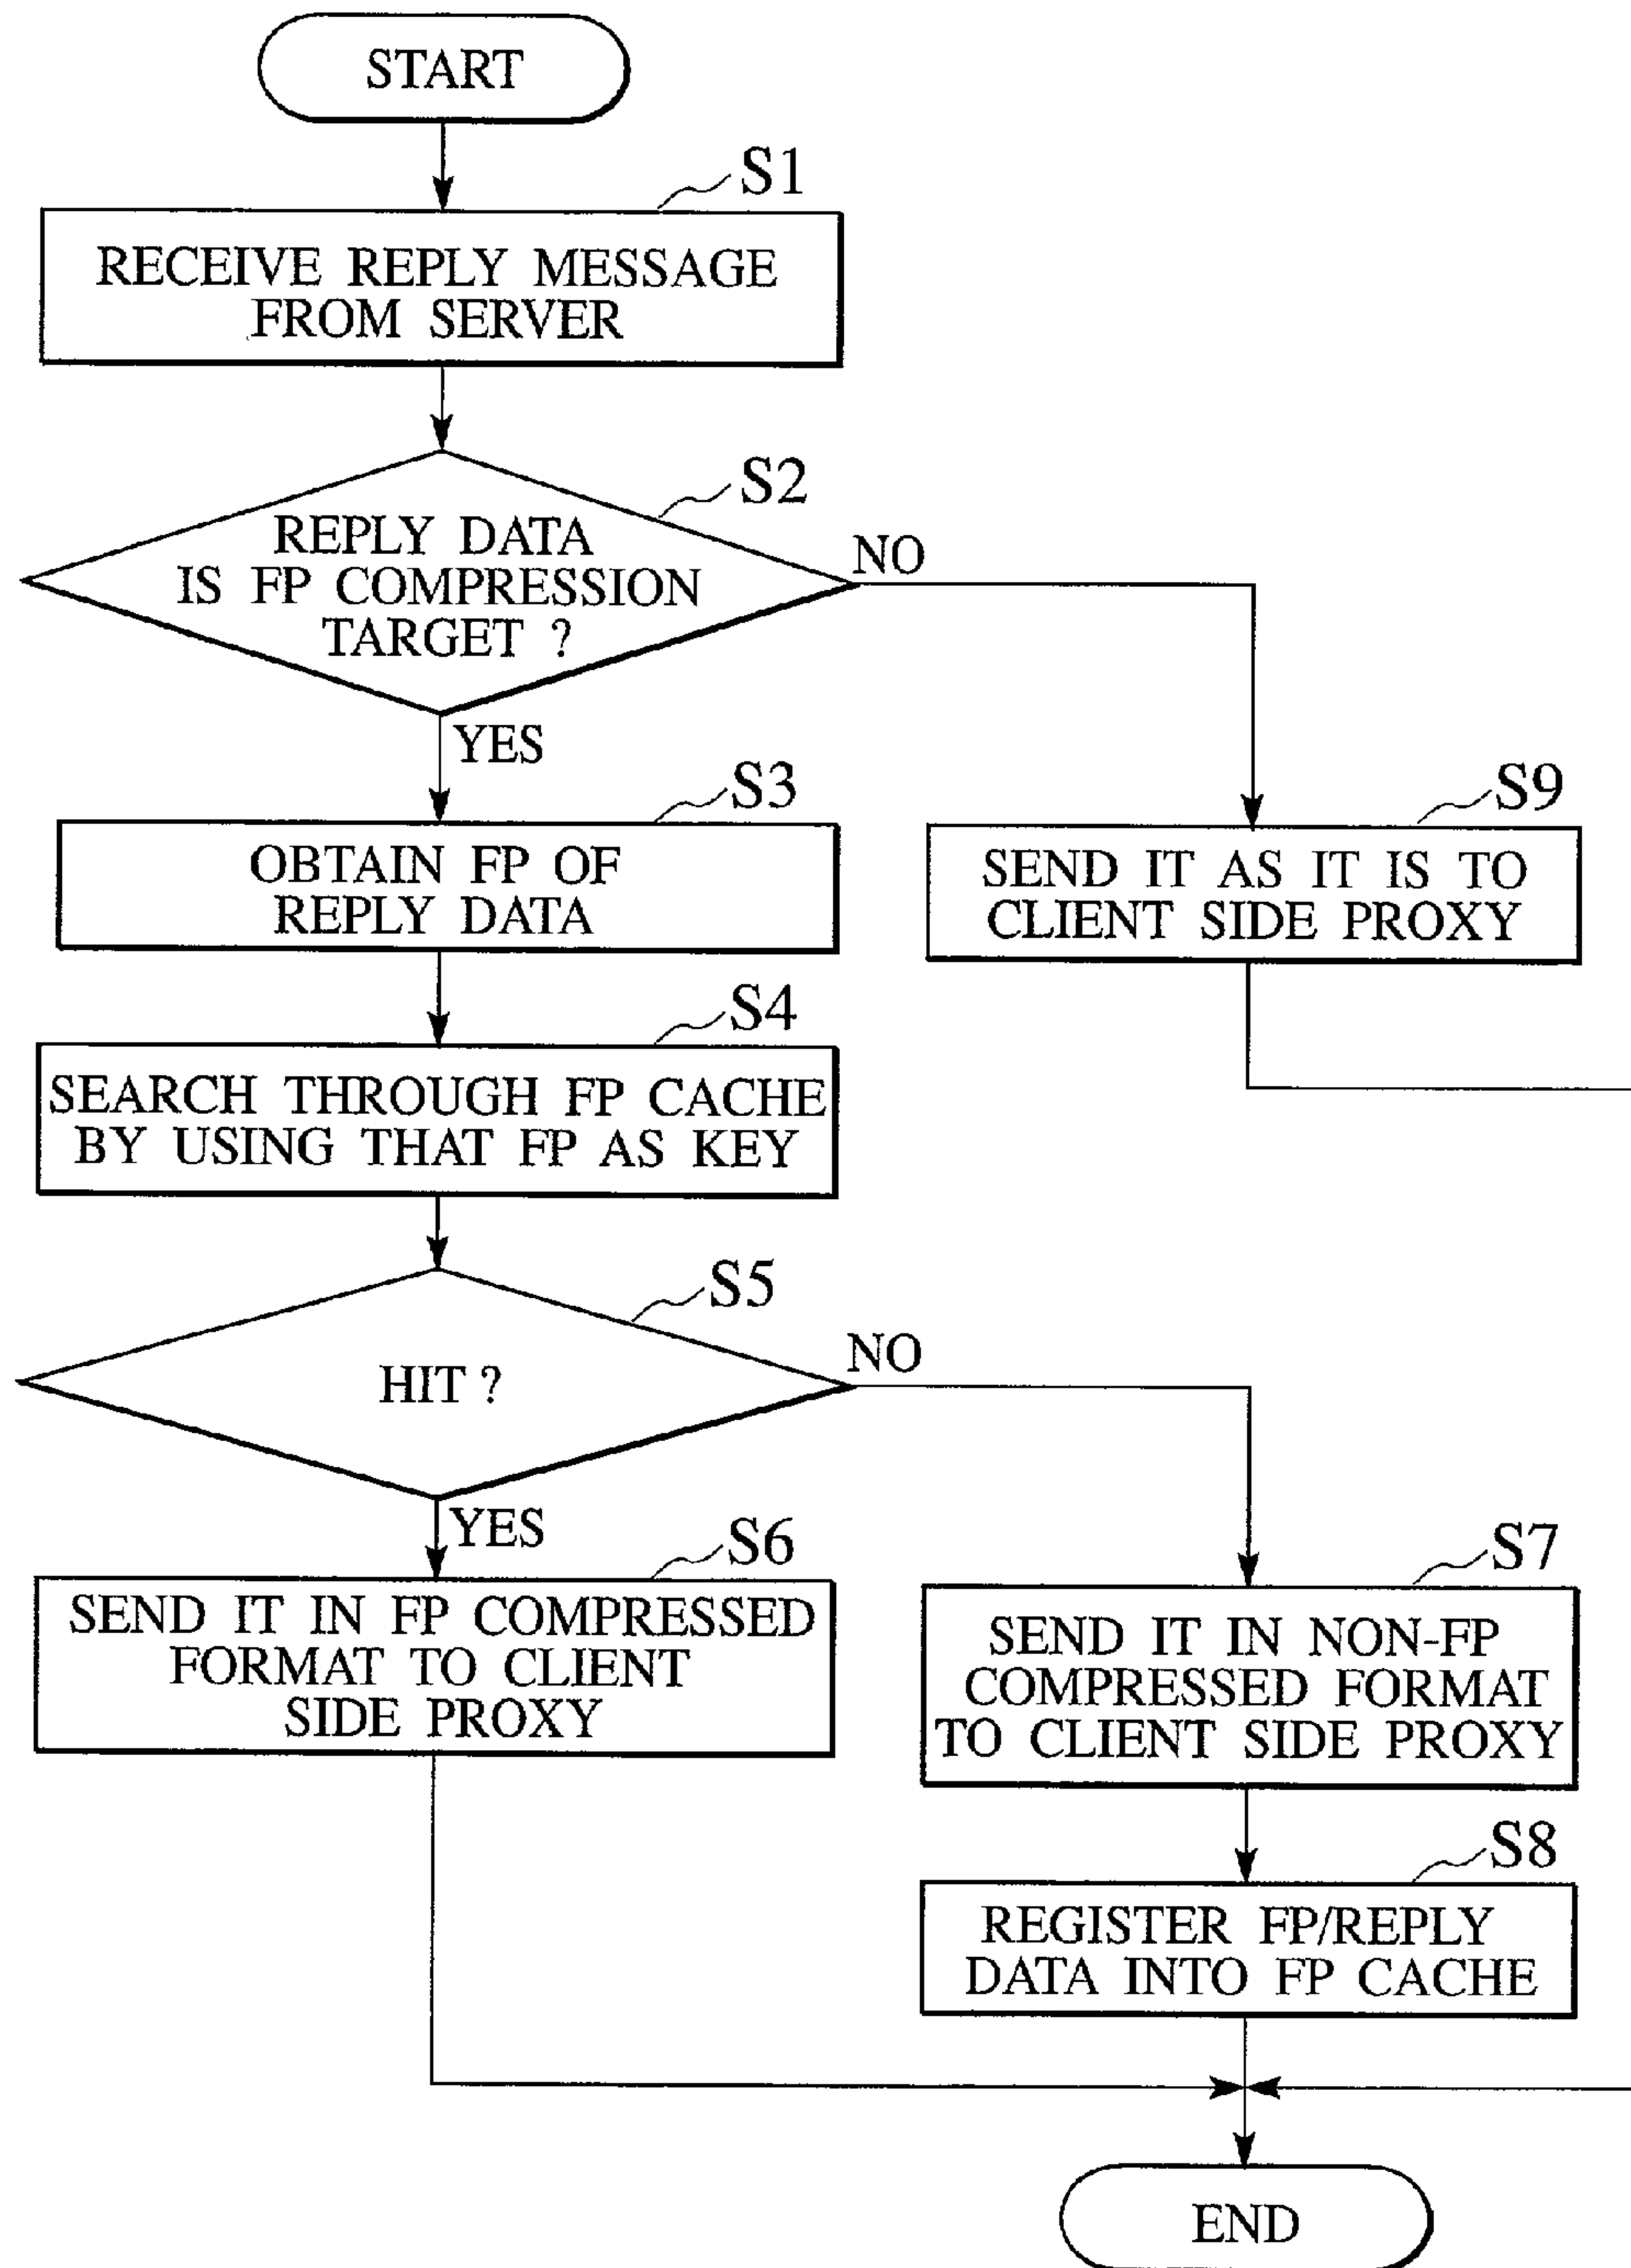 START
S1
RECEIVE REPLY MESSAGE
FROM SERVER
S2
REPLY DATA
IS FP COMPRESSION
TARGET ?
NO
YES
S3
OBTAIN FP OF
REPLY DATA
S9
SEND IT AS IT IS TO
CLIENT SIDE PROXY
S4
SEARCH THROUGH FP CACHE
BY USING THAT FP AS KEY
S5
HIT ?
NO
YES
S6
SEND IT IN FP COMPRESSED
FORMAT TO CLIENT
SIDE PROXY
S7
SEND IT IN NON-FP
COMPRESSED FORMAT
TO CLIENT SIDE PROXY
S8
REGISTER FP/REPLY
DATA INTO FP CACHE
END